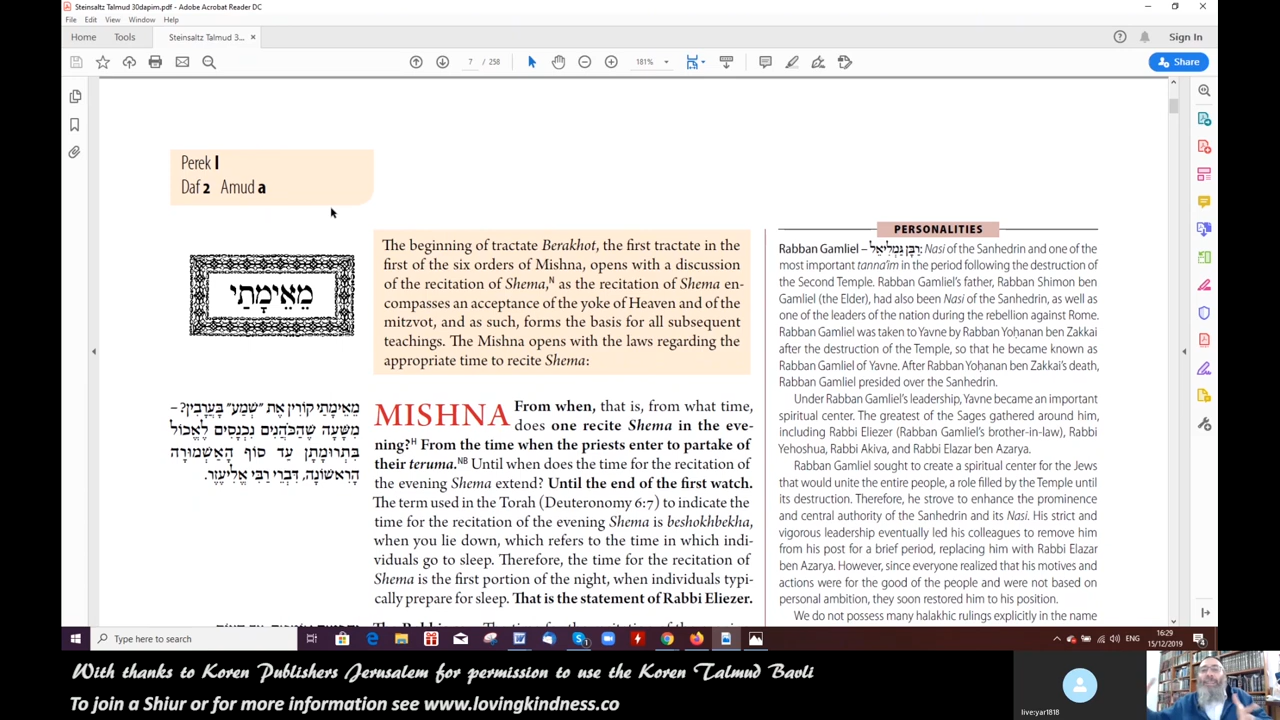 Steinsaltz Talmud 30dapim.pdf - Adobe Acrobat Reader DC
File Edit View Window Help
Home Tools Steinsaltz Talmud 3... × Sign In
7 / 258 181% Share
Perek I
Daf 2 Amud a
מֵאֵימָתַי
The beginning of tractate Berakhot, the first tractate in the
first of the six orders of Mishna, opens with a discussion
of the recitation of Shema,ᴺ as the recitation of Shema en-
compasses an acceptance of the yoke of Heaven and of the
mitzvot, and as such, forms the basis for all subsequent
teachings. The Mishna opens with the laws regarding the
appropriate time to recite Shema:
מֵאֵימָתַי קוֹרִין אֶת ״שְׁמַע״ בָּעֲרָבִין? –
מִשָּׁעָה שֶׁהַכֹּהֲנִים נִכְנָסִים לֶאֱכוֹל
בִּתְרוּמָתָן עַד סוֹף הָאַשְׁמוּרָה
הָרִאשׁוֹנָה, דִּבְרֵי רַבִּי אֱלִיעֶזֶר.
MISHNA From when, that is, from what time,
does one recite Shema in the eve-
ning?ᴴ From the time when the priests enter to partake of
their teruma.ᴺᴮ Until when does the time for the recitation of
the evening Shema extend? Until the end of the first watch.
The term used in the Torah (Deuteronomy 6:7) to indicate the
time for the recitation of the evening Shema is beshokhbekha,
when you lie down, which refers to the time in which indi-
viduals go to sleep. Therefore, the time for the recitation of
Shema is the first portion of the night, when individuals typi-
cally prepare for sleep. That is the statement of Rabbi Eliezer.
PERSONALITIES
Rabban Gamliel – רַבָּן גַּמְלִיאֵל: Nasi of the Sanhedrin and one of the
most important tanna'im in the period following the destruction of
the Second Temple. Rabban Gamliel's father, Rabban Shimon ben
Gamliel (the Elder), had also been Nasi of the Sanhedrin, as well as
one of the leaders of the nation during the rebellion against Rome.
Rabban Gamliel was taken to Yavne by Rabban Yoḥanan ben Zakkai
after the destruction of the Temple, so that he became known as
Rabban Gamliel of Yavne. After Rabban Yoḥanan ben Zakkai's death,
Rabban Gamliel presided over the Sanhedrin.
Under Rabban Gamliel's leadership, Yavne became an important
spiritual center. The greatest of the Sages gathered around him,
including Rabbi Eliezer (Rabban Gamliel's brother-in-law), Rabbi
Yehoshua, Rabbi Akiva, and Rabbi Elazar ben Azarya.
Rabban Gamliel sought to create a spiritual center for the Jews
that would unite the entire people, a role filled by the Temple until
its destruction. Therefore, he strove to enhance the prominence
and central authority of the Sanhedrin and its Nasi. His strict and
vigorous leadership eventually led his colleagues to remove him
from his post for a brief period, replacing him with Rabbi Elazar
ben Azarya. However, since everyone realized that his motives and
actions were for the good of the people and were not based on
personal ambition, they soon restored him to his position.
We do not possess many halakhic rulings explicitly in the name
Type here to search
ENG
16:29
15/12/2019
With thanks to Koren Publishers Jerusalem for permission to use the Koren Talmud Bavli
To join a Shiur or for more information see www.lovingkindness.co
live:yar1818